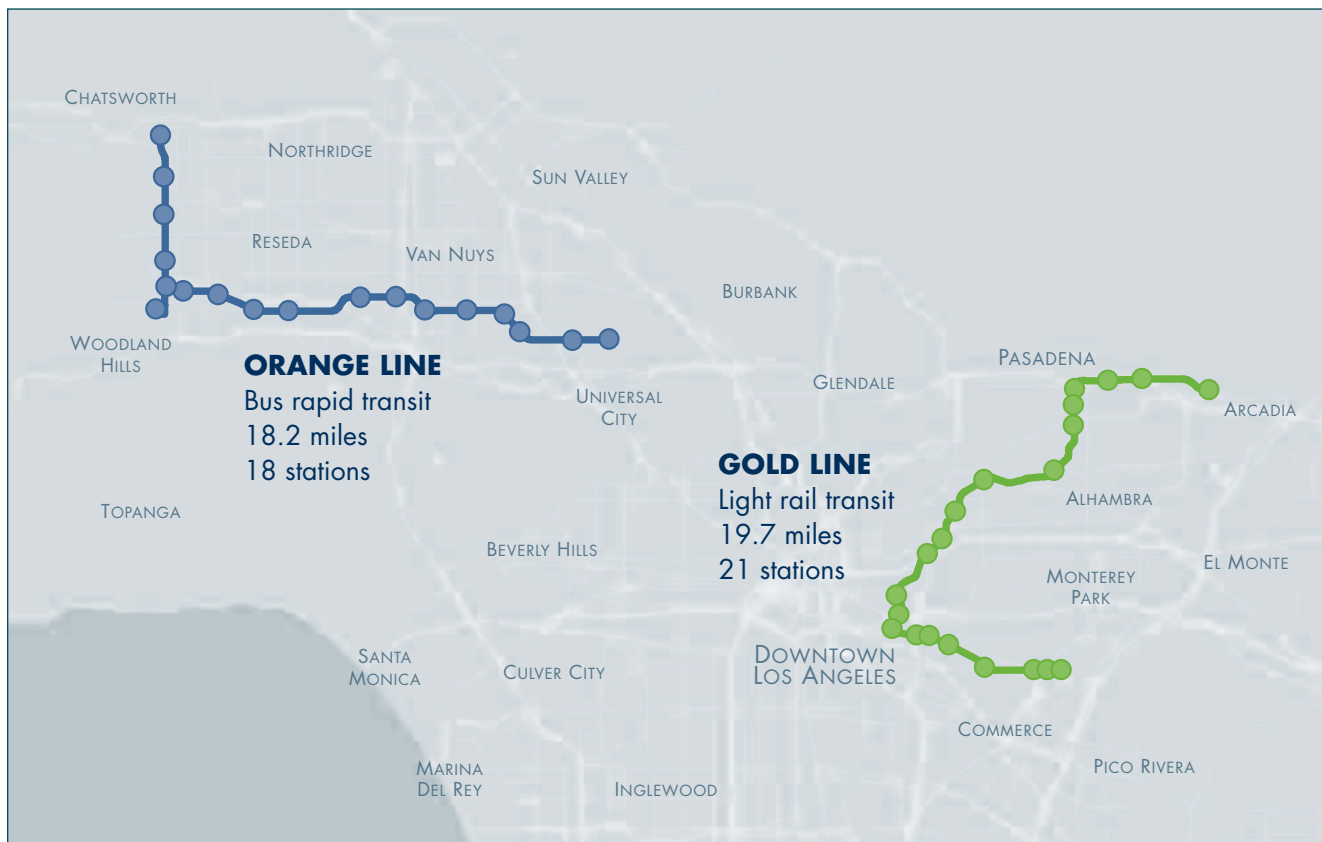 CHATSWORTH
NORTHRIDGE
SUN VALLEY
RESEDA
VAN NUYS
BURBANK
WOODLAND
HILLS
ORANGE LINE
Bus rapid transit
18.2 miles
18 stations
UNIVERSAL
CITY
GLENDALE
PASADENA
ARCADIA
GOLD LINE
Light rail transit
19.7 miles
21 stations
ALHAMBRA
TOPANGA
BEVERLY HILLS
EL MONTE
MONTEREY
PARK
SANTA
MONICA
CULVER CITY
DOWNTOWN
LOS ANGELES
COMMERCE
MARINA
DEL REY
INGLEWOOD
PICO RIVERA